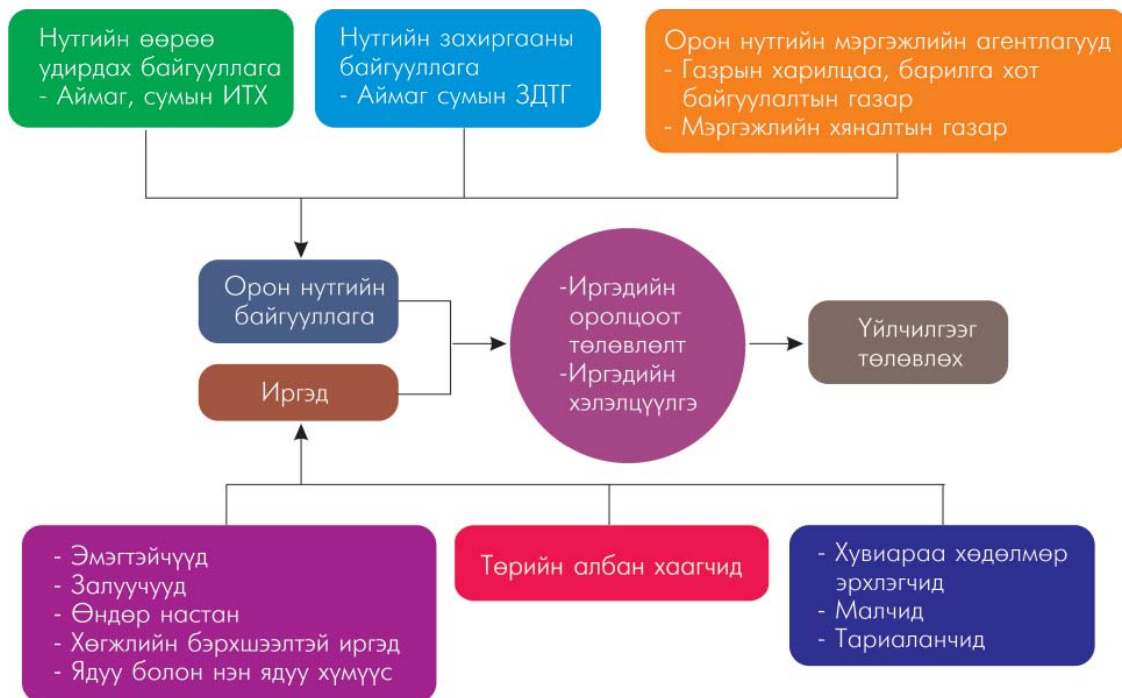 Нутгийн өөрөө
удирдах байгууллага
- Аймаг, сумын ИТХ
Нутгийн захиргааны
байгууллага
- Аймаг сумын ЗДТГ
Орон нутгийн мэргэжлийн агентлагууд
- Газрын харилцаа, барилга хот
байгуулалтын газар
- Мэргэжлийн хяналтын газар
Орон нутгийн
байгууллага
Иргэд
-Иргэдийн
оролцоот
төлөвлөлт
-Иргэдийн
хэлэлцүүлгэ
Үйлчилгээг
төлөвлөх
- Эмэгтэйчүүд
- Залуучууд
- Өндөр настан
- Хөгжлийн бэрхшээлтэй иргэд
- Ядуу болон нэн ядуу хүмүүс
Төрийн албан хаагчид
- Хувиараа хөдөлмөр
эрхлэгчид
- Малчид
- Тариаланчид